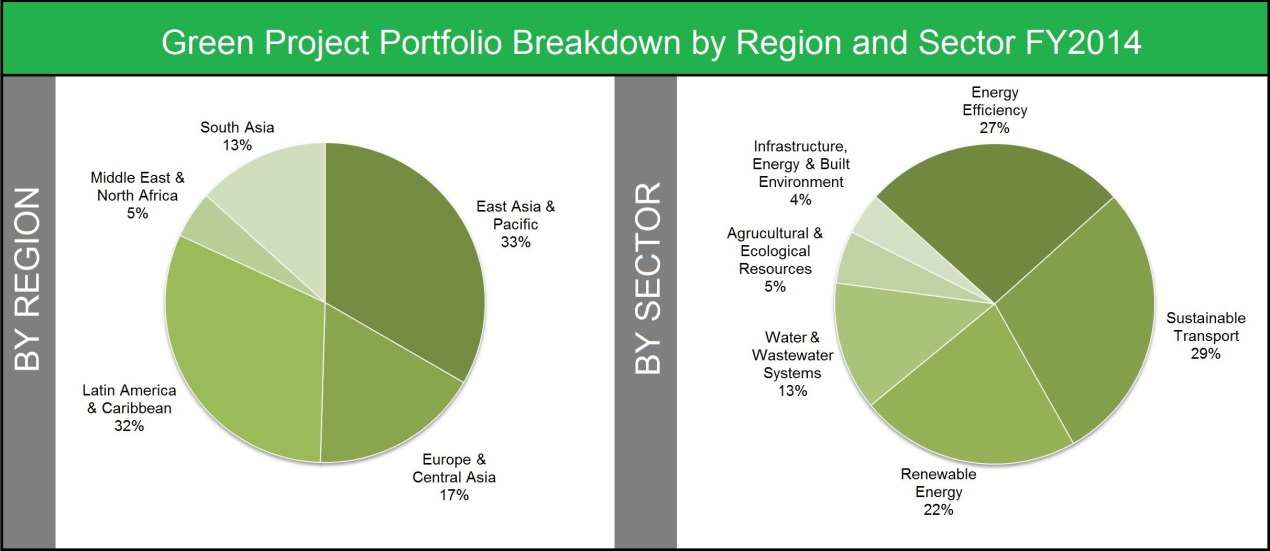 Green Project Portfolio Breakdown by Region and Sector FY2014
BY REGION
South Asia
13%
Middle East &
North Africa
5%
East Asia &
Pacific
33%
Latin America
& Caribbean
32%
Europe &
Central Asia
17%
BY SECTOR
Energy
Efficiency
27%
Infrastructure,
Energy & Built
Environment
4%
Agrucultural &
Ecological
Resources
5%
Sustainable
Transport
29%
Water &
Wastewater
Systems
13%
Renewable
Energy
22%